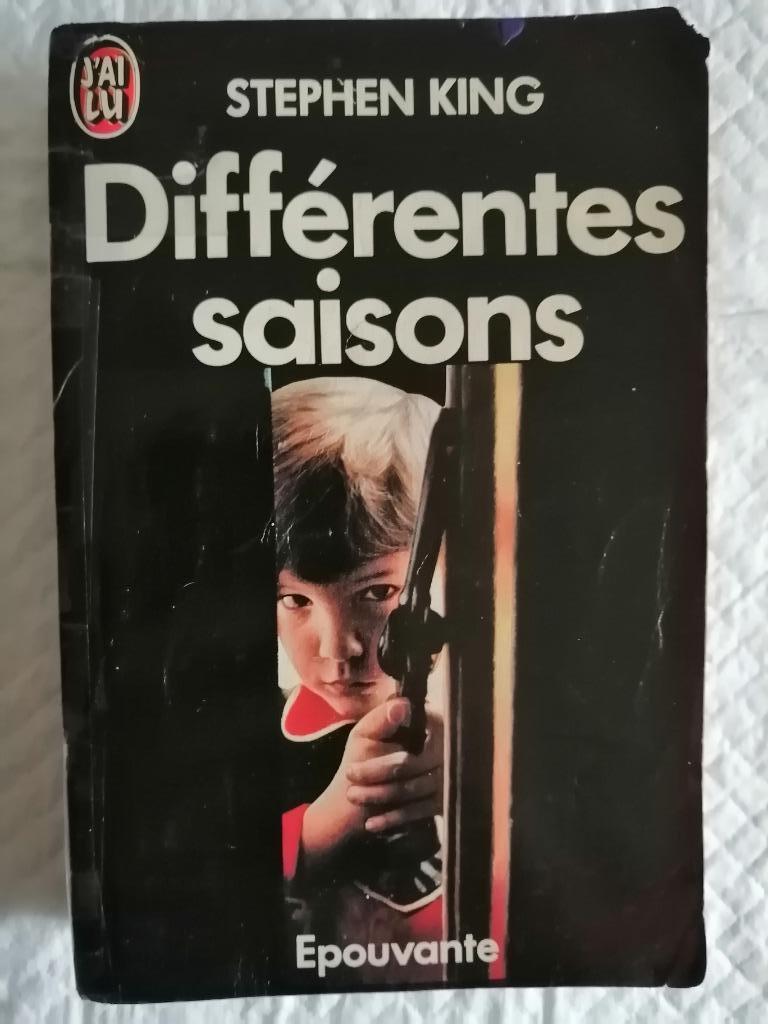 J'AI
LU
STEPHEN KING
Différentes
saisons
Epouvante